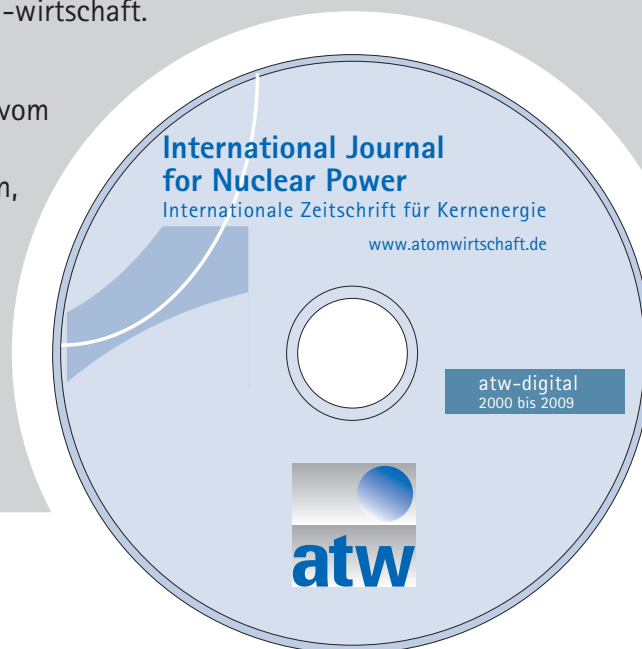 -wirtschaft.
vom
n,
International Journal
for Nuclear Power
Internationale Zeitschrift für Kernenergie
www.atomwirtschaft.de
atw-digital
2000 bis 2009
atw